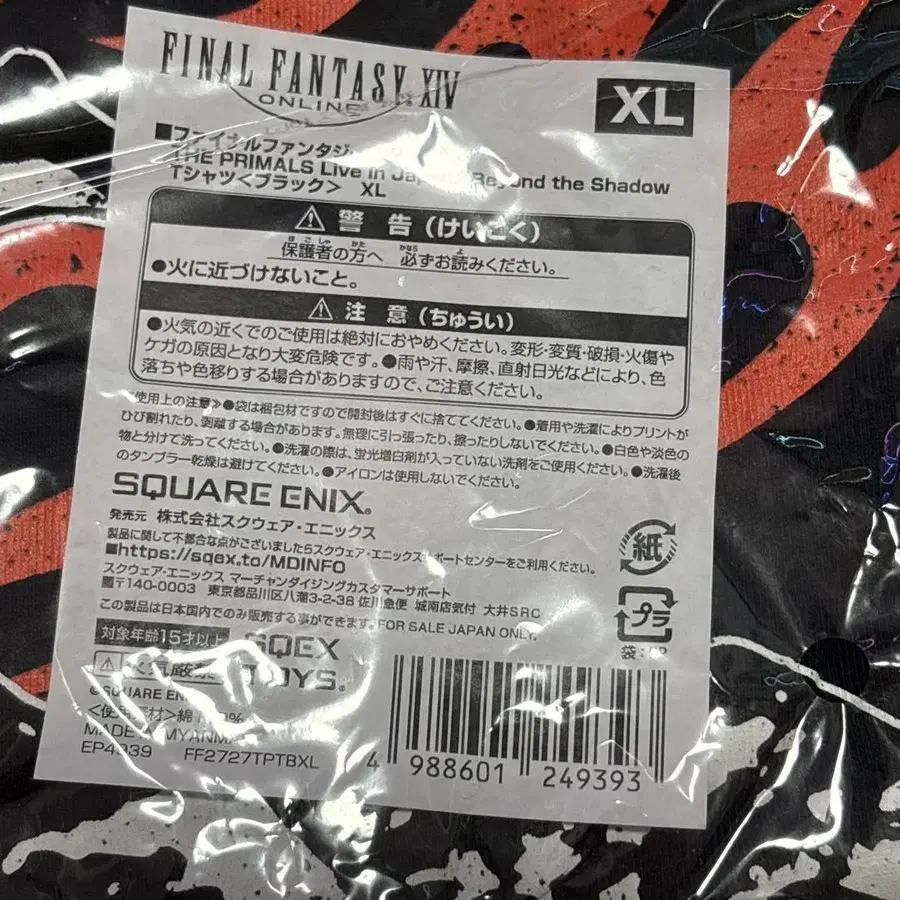 FINAL FANTASY XIV
ONLINE
XL
■ファイナルファンタジ
THE PRIMALS Live in Japan Beyond the Shadow
Tシャツ<ブラック> XL
警 告 (けいこく)
保護者の方へ 必ずお読みください。
●火に近づけないこと。
注 意 (ちゅうい)
●火気の近くでのご使用は絶対におやめください。変形・変質・破損・火傷や
ケガの原因となり大変危険です。●雨や汗、摩擦、直射日光などにより、色
落ちや色移りする場合がありますので、ご注意ください。
使用上の注意》●袋は梱包材ですので開封後はすぐに捨ててください。●着用や洗濯によりプリントが
ひび割れたり、剥離する場合があります。無理に引っ張ったり、擦ったりしないでください。●白色や淡色の
物と分けて洗ってください。●洗濯の際は、蛍光増白剤が入っていない洗剤をご使用ください。●洗濯後
のタンブラー乾燥は避けてください。●アイロンは使用しないでください。
SQUARE ENIX®
発売元 株式会社スクウェア・エニックス
製品に関して不都合な点がございましたらスクウェア・エニックス サポートセンターをご利用ください。
■https://sqex.to/MDINFO
スクウェア・エニックス マーチャンダイジングカスタマーサポート
■〒140-0003 東京都品川区八潮3-2-38 佐川急便 城南店気付 大井SRC
この製品は日本国内でのみ販売する事ができます。FOR SALE JAPAN ONLY.
紙
プラ
袋:
対象年齢15才以上
SQEX
TOYS®
火気厳禁
©SQUARE ENIX
<使用素材>綿
MADE IN MYANMAR
FF2727TPTBXL
4 988601 249393